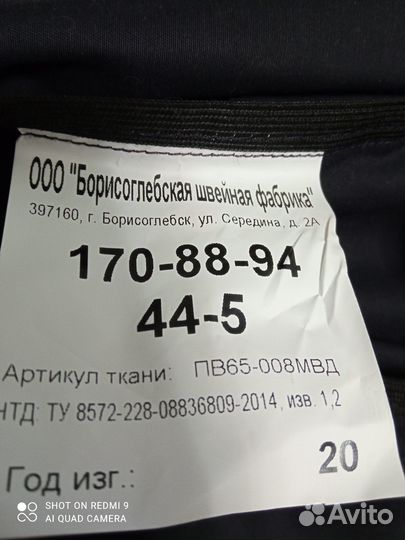 ООО "Борисоглебская швейная фабрика"
397160, г. Борисоглебск, ул. Середина, д. 2А
170-88-94
44-5
Артикул ткани: ПВ65-008МВД
НТД: ТУ 8572-228-08836809-2014, изв. 1,2
Год изг.: 20
SHOT ON REDMI 9
AI QUAD CAMERA
Avito